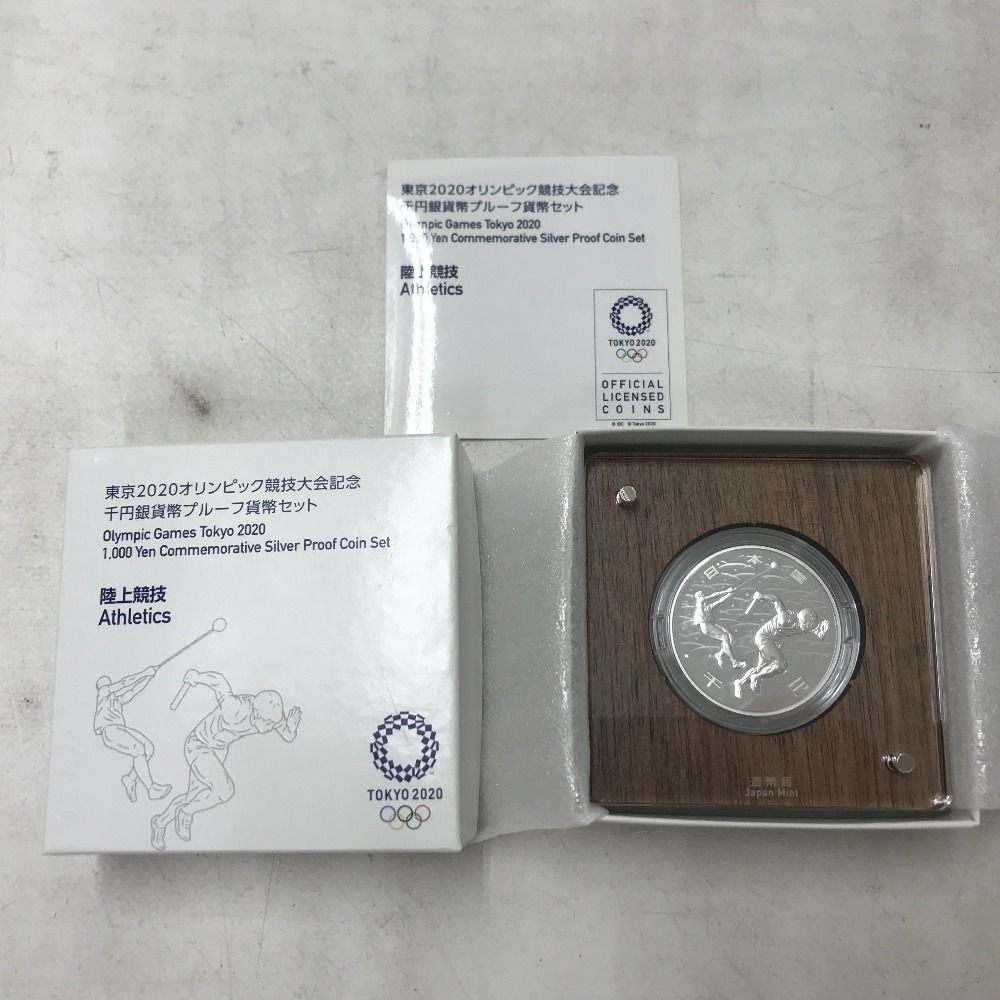 東京2020オリンピック競技大会記念
千円銀貨幣プルーフ貨幣セット
Olympic Games Tokyo 2020
1,000 Yen Commemorative Silver Proof Coin Set
陸上競技
Athletics
TOKYO 2020
OFFICIAL
LICENSED
COINS
© IOC © Tokyo 2020
東京2020オリンピック競技大会記念
千円銀貨幣プルーフ貨幣セット
Olympic Games Tokyo 2020
1,000 Yen Commemorative Silver Proof Coin Set
陸上競技
Athletics
TOKYO 2020
日本国
千円
造幣局
Japan Mint